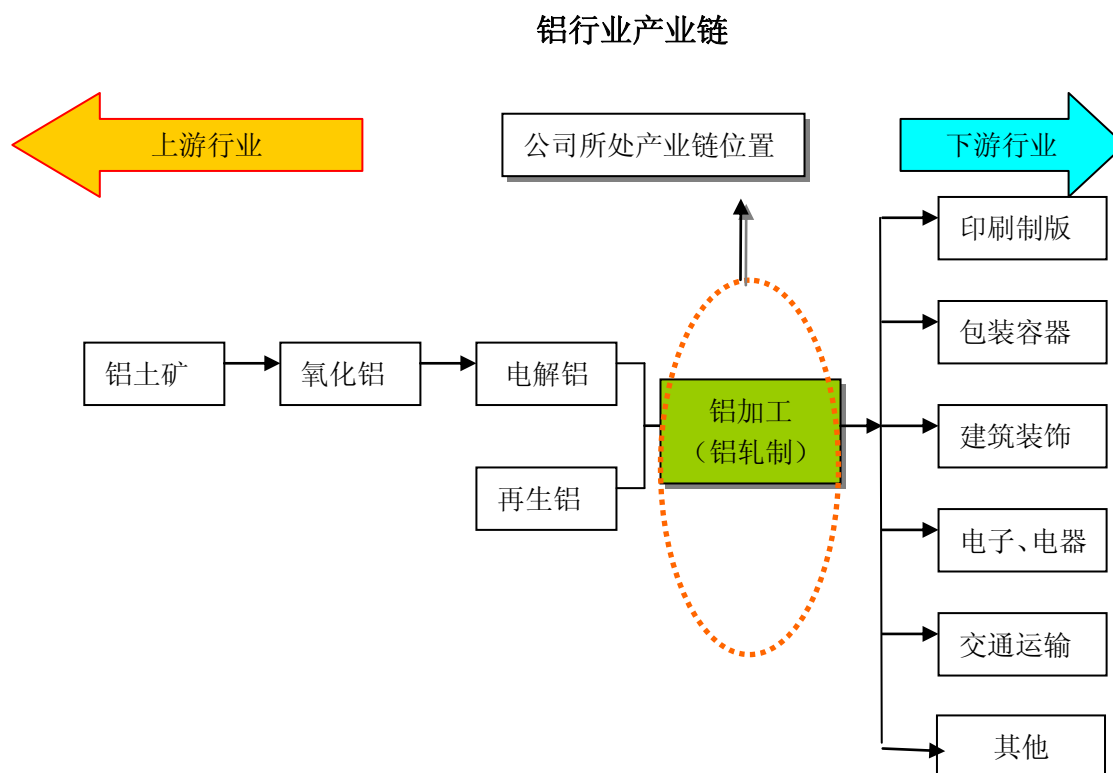 铝行业产业链
上游行业
公司所处产业链位置
下游行业
印刷制版
包装容器
铝土矿
氧化铝
电解铝
铝加工
（铝轧制）
建筑装饰
再生铝
电子、电器
交通运输
其他